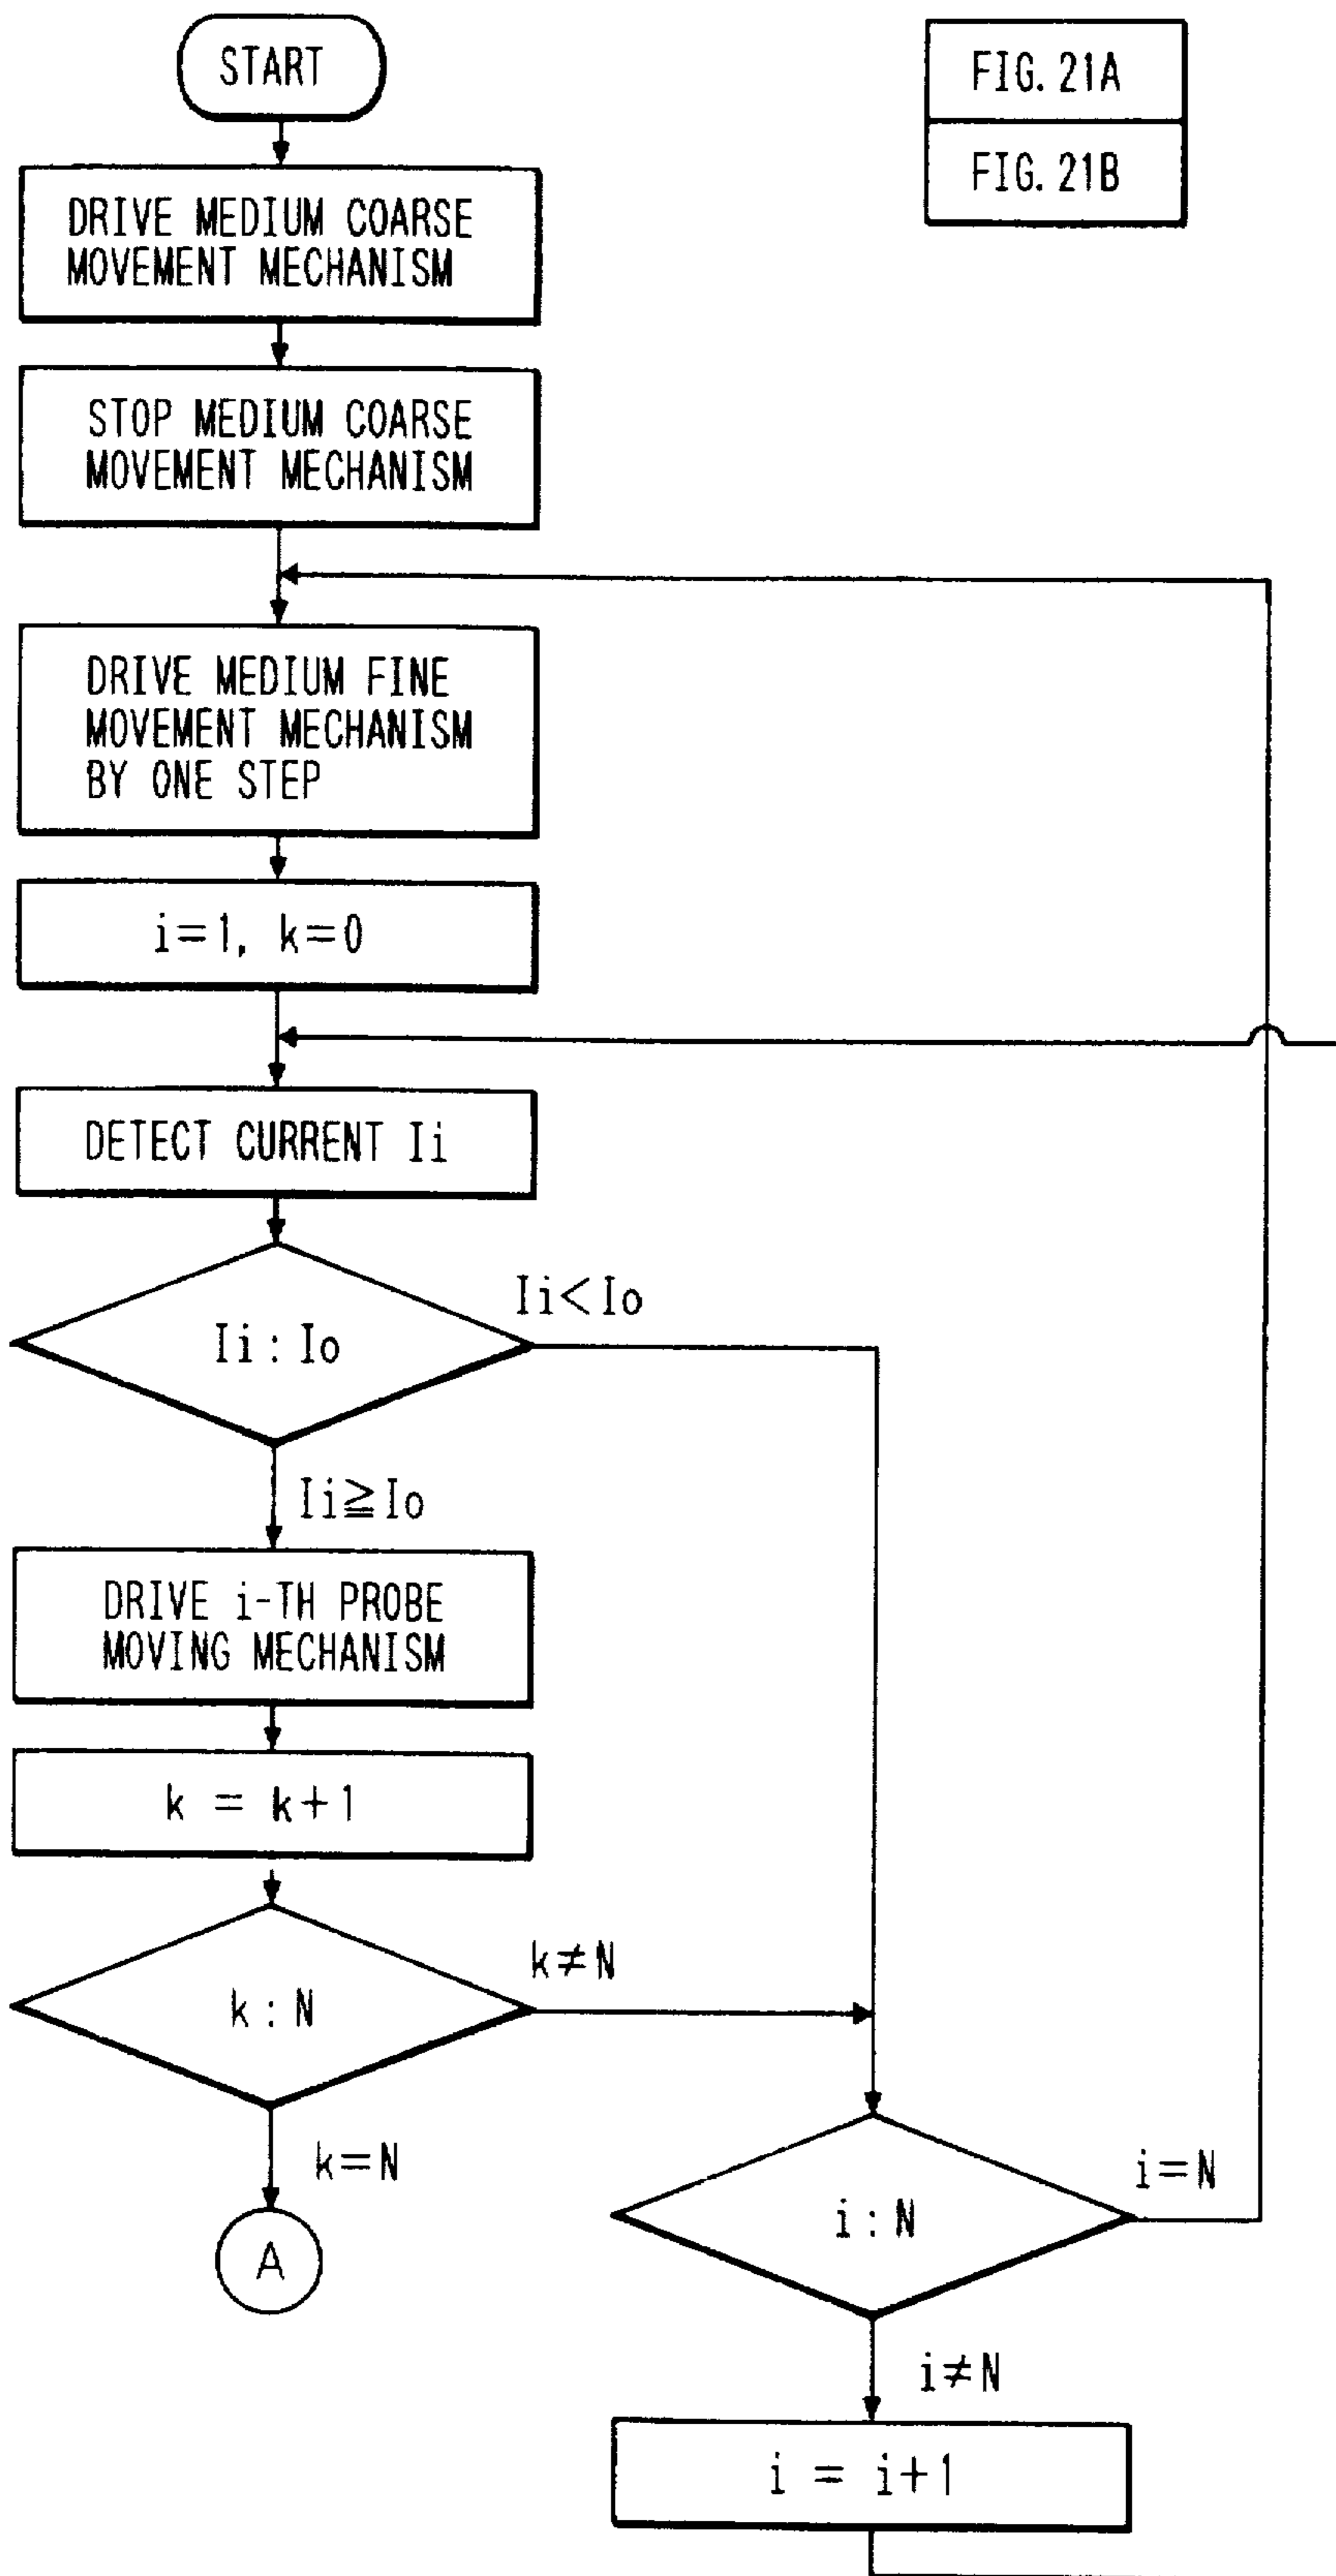 START
FIG. 21A
FIG. 21B
DRIVE MEDIUM COARSE
MOVEMENT MECHANISM
STOP MEDIUM COARSE
MOVEMENT MECHANISM
DRIVE MEDIUM FINE
MOVEMENT MECHANISM
BY ONE STEP
i=1, k=0
DETECT CURRENT Ii
Ii<Io
Ii : Io
Ii≧Io
DRIVE i-TH PROBE
MOVING MECHANISM
k = k+1
k≠N
k : N
k=N
A
i=N
i : N
i≠N
i = i+1